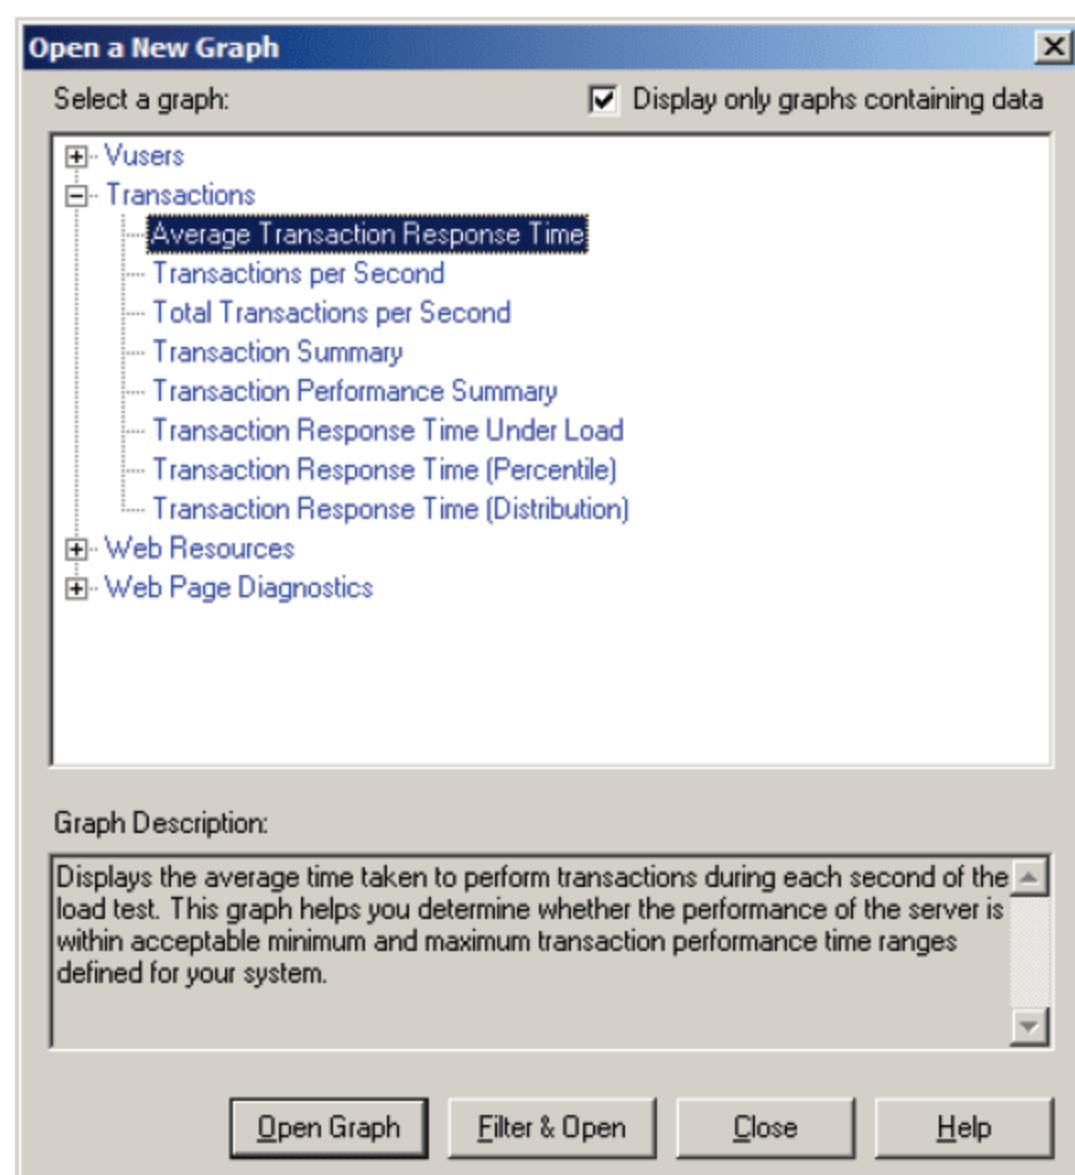 Open a New Graph
Select a graph:
Display only graphs containing data
Vusers
Transactions
Average Transaction Response Time
Transactions per Second
Total Transactions per Second
Transaction Summary
Transaction Performance Summary
Transaction Response Time Under Load
Transaction Response Time (Percentile)
Transaction Response Time (Distribution)
Web Resources
Web Page Diagnostics
Graph Description:
Displays the average time taken to perform transactions during each second of the
load test. This graph helps you determine whether the performance of the server is
within acceptable minimum and maximum transaction performance time ranges
defined for your system.
Open Graph
Filter & Open
Close
Help